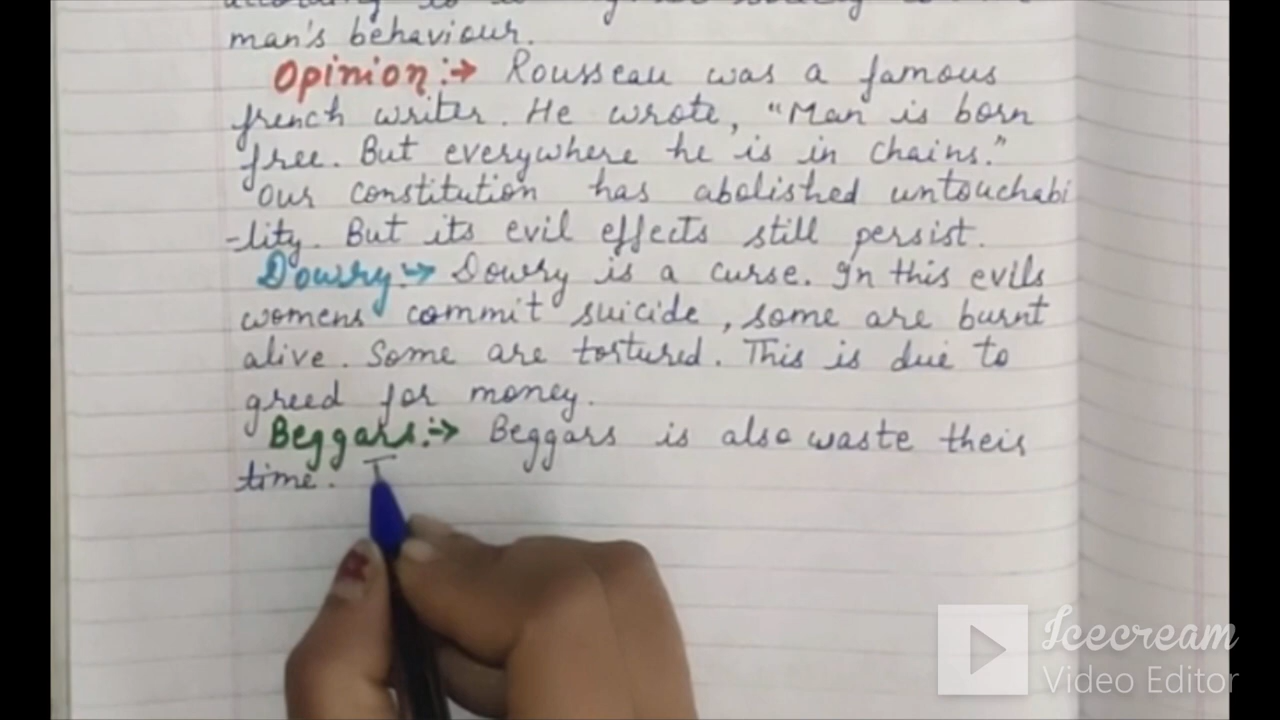 man's behaviour.
Opinion:→ Rousseau was a famous
french writer. He wrote, "Man is born
free. But everywhere he is in chains."
Our constitution has abolished untouchabi
-lity. But its evil effects still persist.
Dowry:→ Dowry is a curse. In this evils
womens commit suicide, some are burnt
alive. Some are tortured. This is due to
greed for money.
Beggars:→ Beggars is also waste their
time. T
Icecream
Video Editor